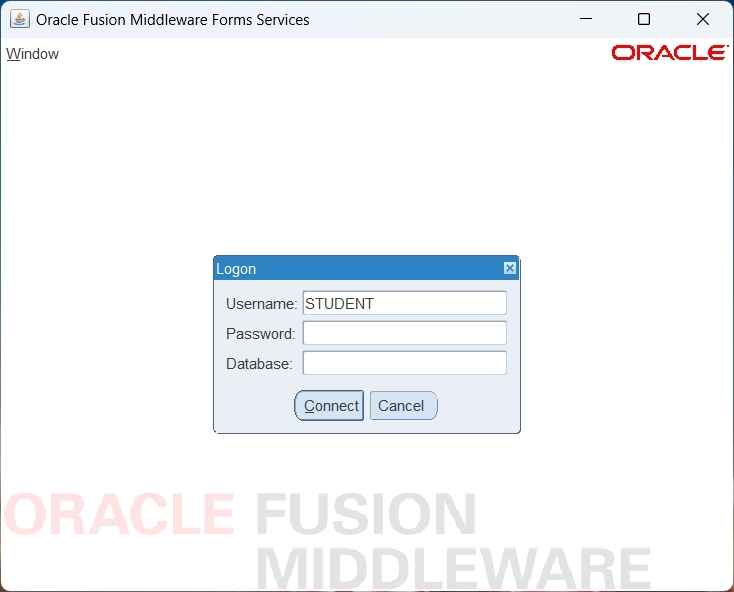 Oracle Fusion Middleware Forms Services
Window
ORACLE
Logon
Username: STUDENT
Password:
Database:
Connect Cancel
ORACLE FUSION
MIDDLEWARE